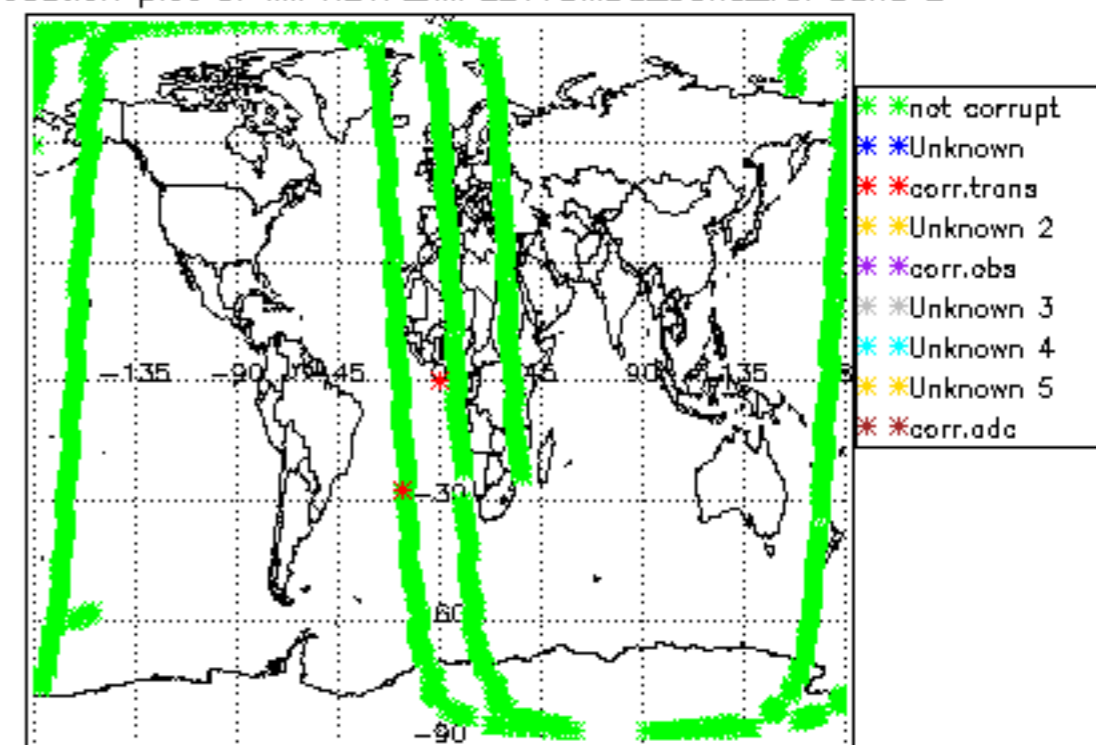 not corrupt
Unknown
corr.trans
Unknown 2
corr.obs
Unknown 3
Unknown 4
Unknown 5
corr.adc
-135 -90 45 45 90 135
-30
60
-90